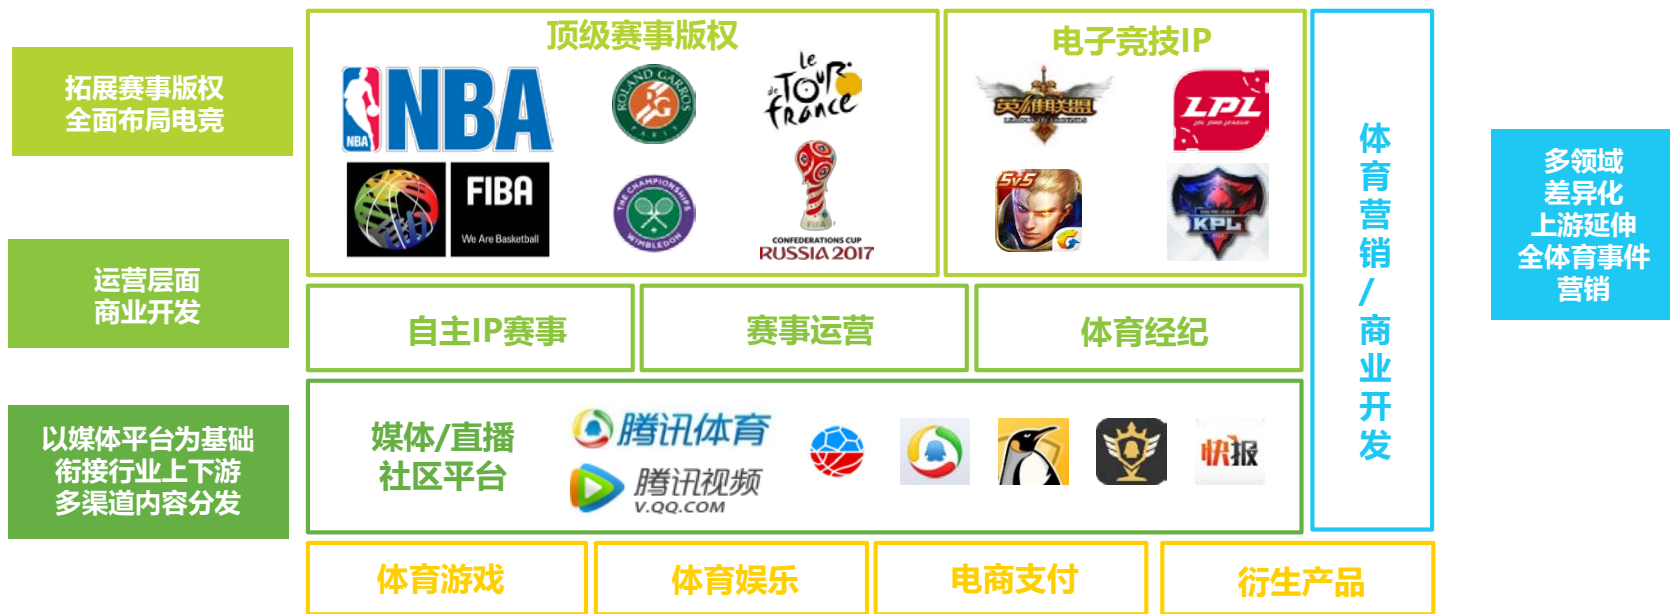 拓展赛事版权
全面布局电竞
运营层面
商业开发
以媒体平台为基础
衔接行业上下游
多渠道内容分发
顶级赛事版权
NBA
NBA
ROLAND GARROS
PARIS
le
TOUR
de
france
FIBA
We Are Basketball
THE CHAMPIONSHIPS
WIMBLEDON
FIFA
CONFEDERATIONS CUP
RUSSIA 2017
电子竞技IP
英雄联盟
LEAGUE OF LEGENDS
LPL
LOL PRO LEAGUE
5v5
KPL
自主IP赛事
赛事运营
体育经纪
媒体/直播
社区平台
腾讯体育
腾讯视频
V.QQ.COM
快报
体育营销/商业开发
多领域
差异化
上游延伸
全体育事件
营销
体育游戏
体育娱乐
电商支付
衍生产品